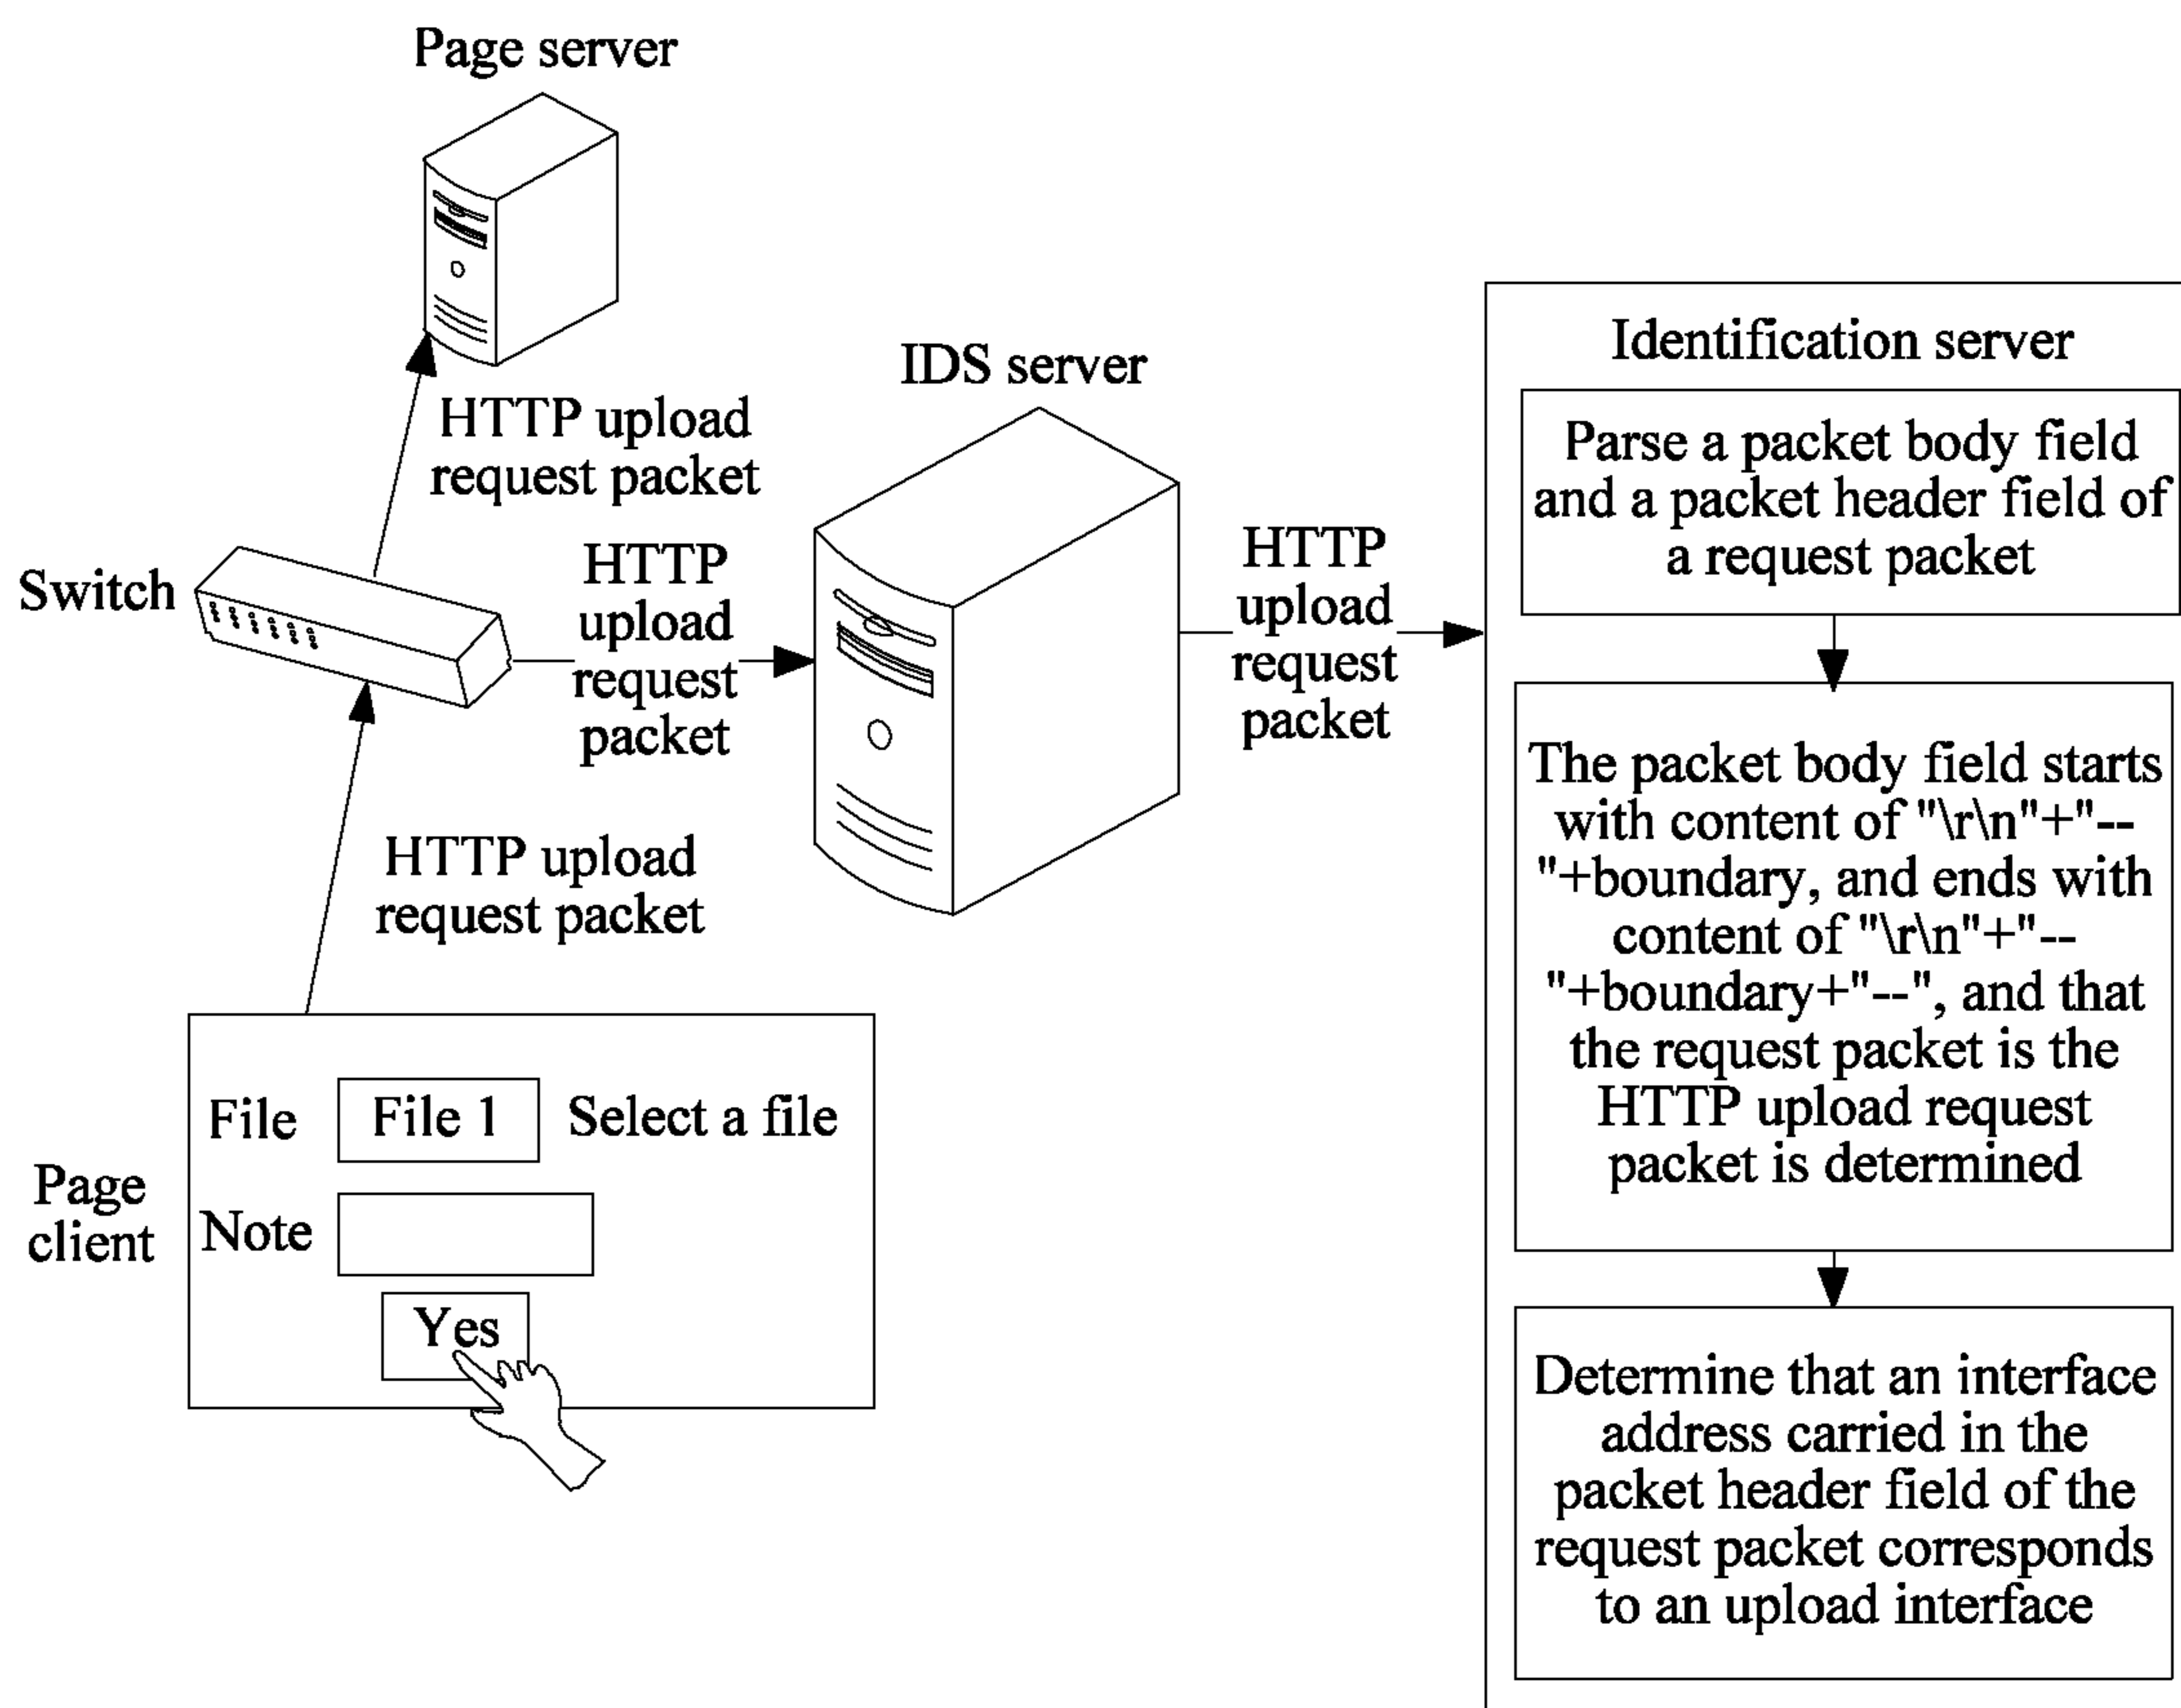 Page server
HTTP upload
request packet
Switch
HTTP
upload
request
packet
IDS server
HTTP
upload
request
packet
HTTP upload
request packet
Page
client
File
File 1
Select a file
Note
Yes
Identification server
Parse a packet body field
and a packet header field of
a request packet
The packet body field starts
with content of "\r\n"+"--
"+boundary, and ends with
content of "\r\n"+"--
"+boundary+"--", and that
the request packet is the
HTTP upload request
packet is determined
Determine that an interface
address carried in the
packet header field of the
request packet corresponds
to an upload interface